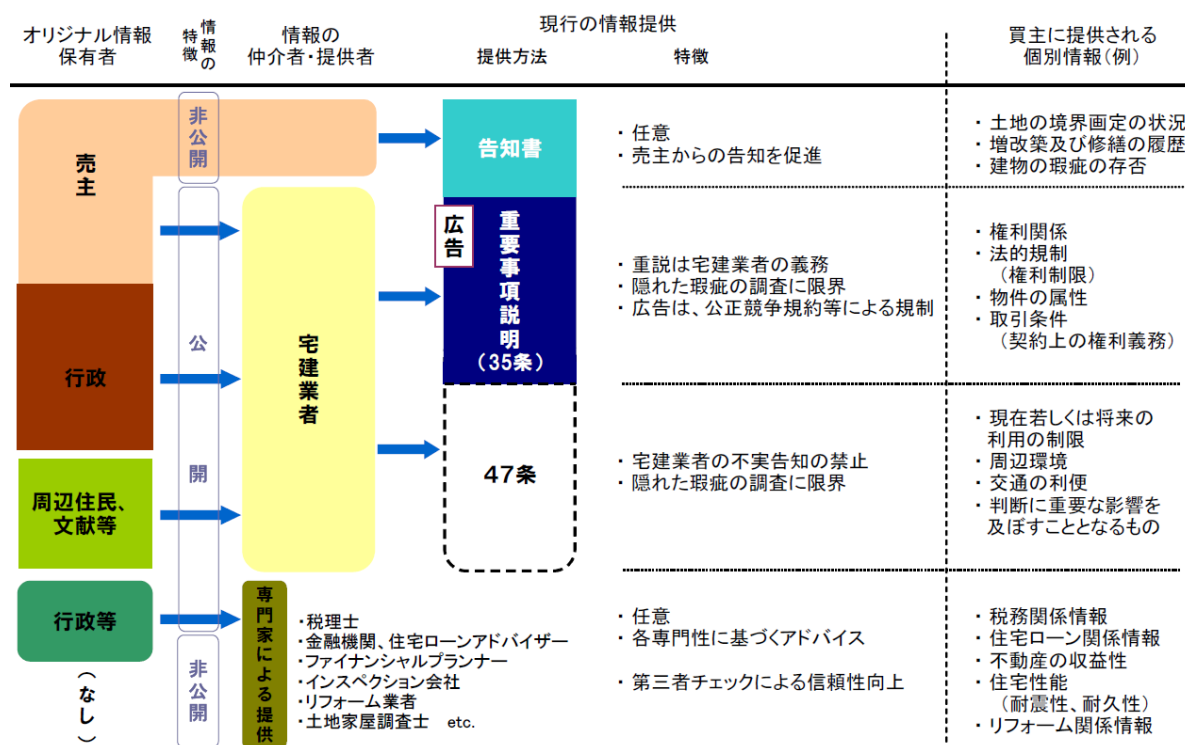 オリジナル情報
保有者
情報の
特徴
情報の
仲介者・提供者
現行の情報提供
提供方法
特徴
買主に提供される
個別情報(例)
売主
非公開
告知書
・任意
・売主からの告知を促進
・土地の境界画定の状況
・増改築及び修繕の履歴
・建物の瑕疵の存否
行政
公開
宅建業者
広告
重要事項説明
(35条)
・重説は宅建業者の義務
・隠れた瑕疵の調査に限界
・広告は、公正競争規約等による規制
・権利関係
・法的規制
(権利制限)
・物件の属性
・取引条件
(契約上の権利義務)
周辺住民、
文献等
47条
・宅建業者の不実告知の禁止
・隠れた瑕疵の調査に限界
・現在若しくは将来の
利用の制限
・周辺環境
・交通の利便
・判断に重要な影響を
及ぼすこととなるもの
行政等
(なし)
非公開
専門家による提供
・税理士
・金融機関、住宅ローンアドバイザー
・ファイナンシャルプランナー
・インスペクション会社
・リフォーム業者
・土地家屋調査士 etc.
・任意
・各専門性に基づくアドバイス
・第三者チェックによる信頼性向上
・税務関係情報
・住宅ローン関係情報
・不動産の収益性
・住宅性能
(耐震性、耐久性)
・リフォーム関係情報